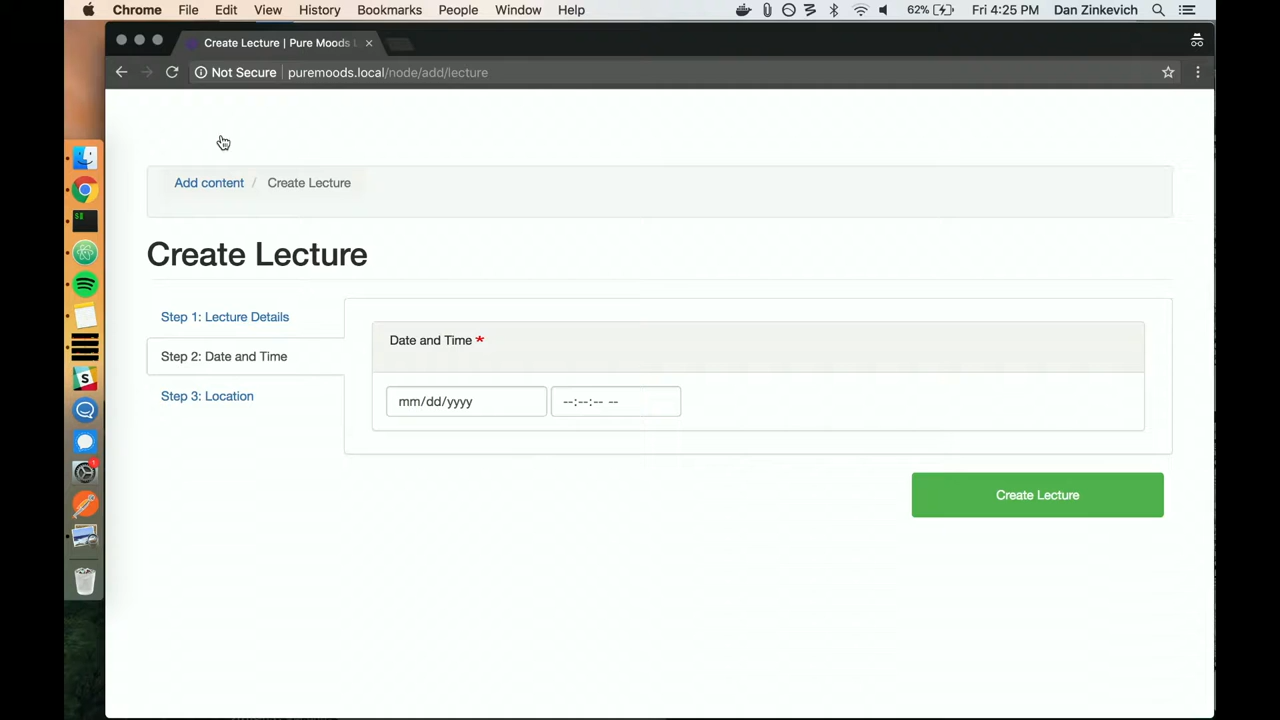 Chrome File Edit View History Bookmarks People Window Help 62% Fri 4:25 PM Dan Zinkevich
Create Lecture | Pure Moods
Not Secure puremoods.local/node/add/lecture
Add content / Create Lecture
Create Lecture
Step 1: Lecture Details
Step 2: Date and Time
Step 3: Location
Date and Time *
mm/dd/yyyy --:--:-- --
Create Lecture